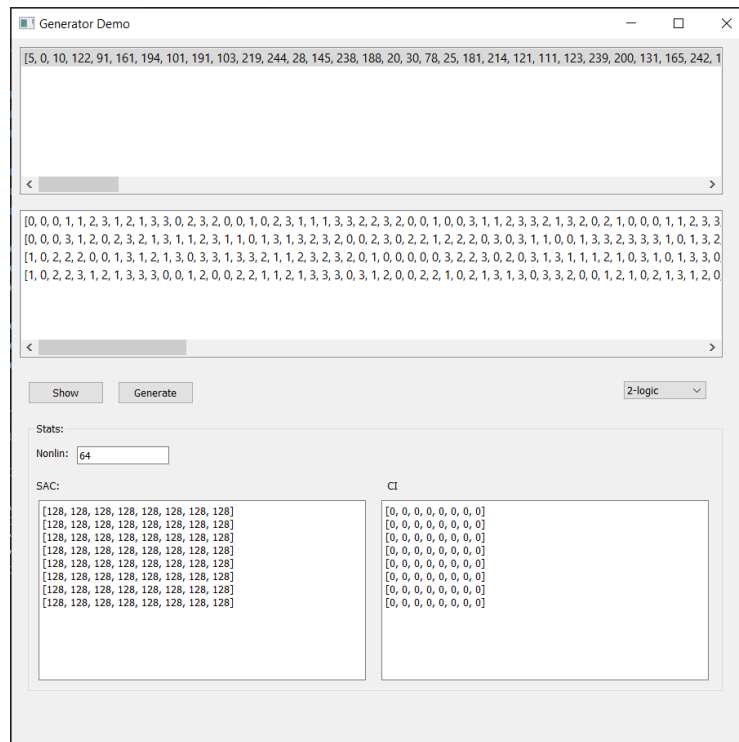 Generator Demo
[5, 0, 10, 122, 91, 161, 194, 101, 191, 103, 219, 244, 28, 145, 238, 188, 20, 30, 78, 25, 181, 214, 121, 111, 123, 239, 200, 131, 165, 242, 1
[0, 0, 0, 1, 1, 2, 3, 1, 2, 1, 3, 3, 0, 2, 3, 2, 0, 0, 1, 0, 2, 3, 1, 1, 1, 3, 3, 2, 2, 3, 2, 0, 0, 1, 0, 0, 3, 1, 1, 2, 3, 3, 2, 1, 3, 2, 0, 2, 1, 0, 0, 0, 1, 1, 2, 3, 3,
[0, 0, 0, 3, 1, 2, 0, 2, 3, 2, 1, 3, 1, 1, 2, 3, 1, 1, 0, 1, 3, 1, 3, 2, 3, 2, 0, 0, 2, 3, 0, 2, 2, 1, 2, 2, 2, 0, 3, 0, 3, 1, 1, 0, 0, 1, 3, 3, 2, 3, 3, 3, 1, 0, 1, 3, 2,
[1, 0, 2, 2, 2, 0, 0, 1, 3, 1, 2, 1, 3, 0, 3, 3, 1, 3, 3, 2, 1, 1, 2, 3, 2, 3, 2, 0, 1, 0, 0, 0, 0, 0, 3, 2, 2, 3, 0, 2, 0, 3, 1, 3, 1, 1, 1, 2, 1, 0, 3, 1, 0, 1, 3, 3, 0,
[1, 0, 2, 2, 3, 1, 2, 1, 3, 3, 3, 0, 0, 1, 2, 0, 0, 2, 2, 1, 1, 2, 1, 3, 3, 3, 0, 3, 1, 2, 0, 0, 2, 2, 1, 0, 2, 1, 3, 1, 3, 0, 3, 3, 2, 0, 0, 1, 2, 1, 0, 2, 1, 3, 1, 2, 0,
Show Generate 2-logic
Stats:
Nonlin: 64
SAC: CI
[128, 128, 128, 128, 128, 128, 128, 128] [0, 0, 0, 0, 0, 0, 0, 0]
[128, 128, 128, 128, 128, 128, 128, 128] [0, 0, 0, 0, 0, 0, 0, 0]
[128, 128, 128, 128, 128, 128, 128, 128] [0, 0, 0, 0, 0, 0, 0, 0]
[128, 128, 128, 128, 128, 128, 128, 128] [0, 0, 0, 0, 0, 0, 0, 0]
[128, 128, 128, 128, 128, 128, 128, 128] [0, 0, 0, 0, 0, 0, 0, 0]
[128, 128, 128, 128, 128, 128, 128, 128] [0, 0, 0, 0, 0, 0, 0, 0]
[128, 128, 128, 128, 128, 128, 128, 128] [0, 0, 0, 0, 0, 0, 0, 0]
[128, 128, 128, 128, 128, 128, 128, 128] [0, 0, 0, 0, 0, 0, 0, 0]